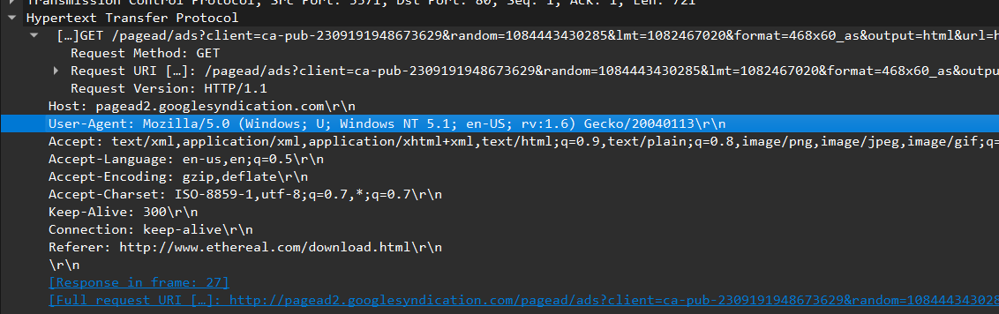 Transmission Control Protocol, Src Port: 3371, Dst Port: 80, Seq: 1, Ack: 1, Len: 721
Hypertext Transfer Protocol
[…]GET /pagead/ads?client=ca-pub-2309191948673629&random=1084443430285&lmt=1082467020&format=468x60_as&output=html&url=h
Request Method: GET
Request URI […]: /pagead/ads?client=ca-pub-2309191948673629&random=1084443430285&lmt=1082467020&format=468x60_as&outpu
Request Version: HTTP/1.1
Host: pagead2.googlesyndication.com\r\n
User-Agent: Mozilla/5.0 (Windows; U; Windows NT 5.1; en-US; rv:1.6) Gecko/20040113\r\n
Accept: text/xml,application/xml,application/xhtml+xml,text/html;q=0.9,text/plain;q=0.8,image/png,image/jpeg,image/gif;q=
Accept-Language: en-us,en;q=0.5\r\n
Accept-Encoding: gzip,deflate\r\n
Accept-Charset: ISO-8859-1,utf-8;q=0.7,*;q=0.7\r\n
Keep-Alive: 300\r\n
Connection: keep-alive\r\n
Referer: http://www.ethereal.com/download.html\r\n
\r\n
[Response in frame: 27]
[Full request URI […]: http://pagead2.googlesyndication.com/pagead/ads?client=ca-pub-2309191948673629&random=108444343028